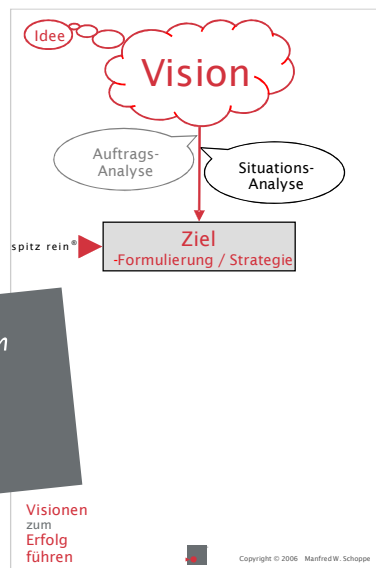 Idee
Vision
Auftrags-
Analyse
Situations-
Analyse
spitz rein®
Ziel
-Formulierung / Strategie
Visionen
zum
Erfolg
führen
Copyright © 2006 Manfred W. Schoppe